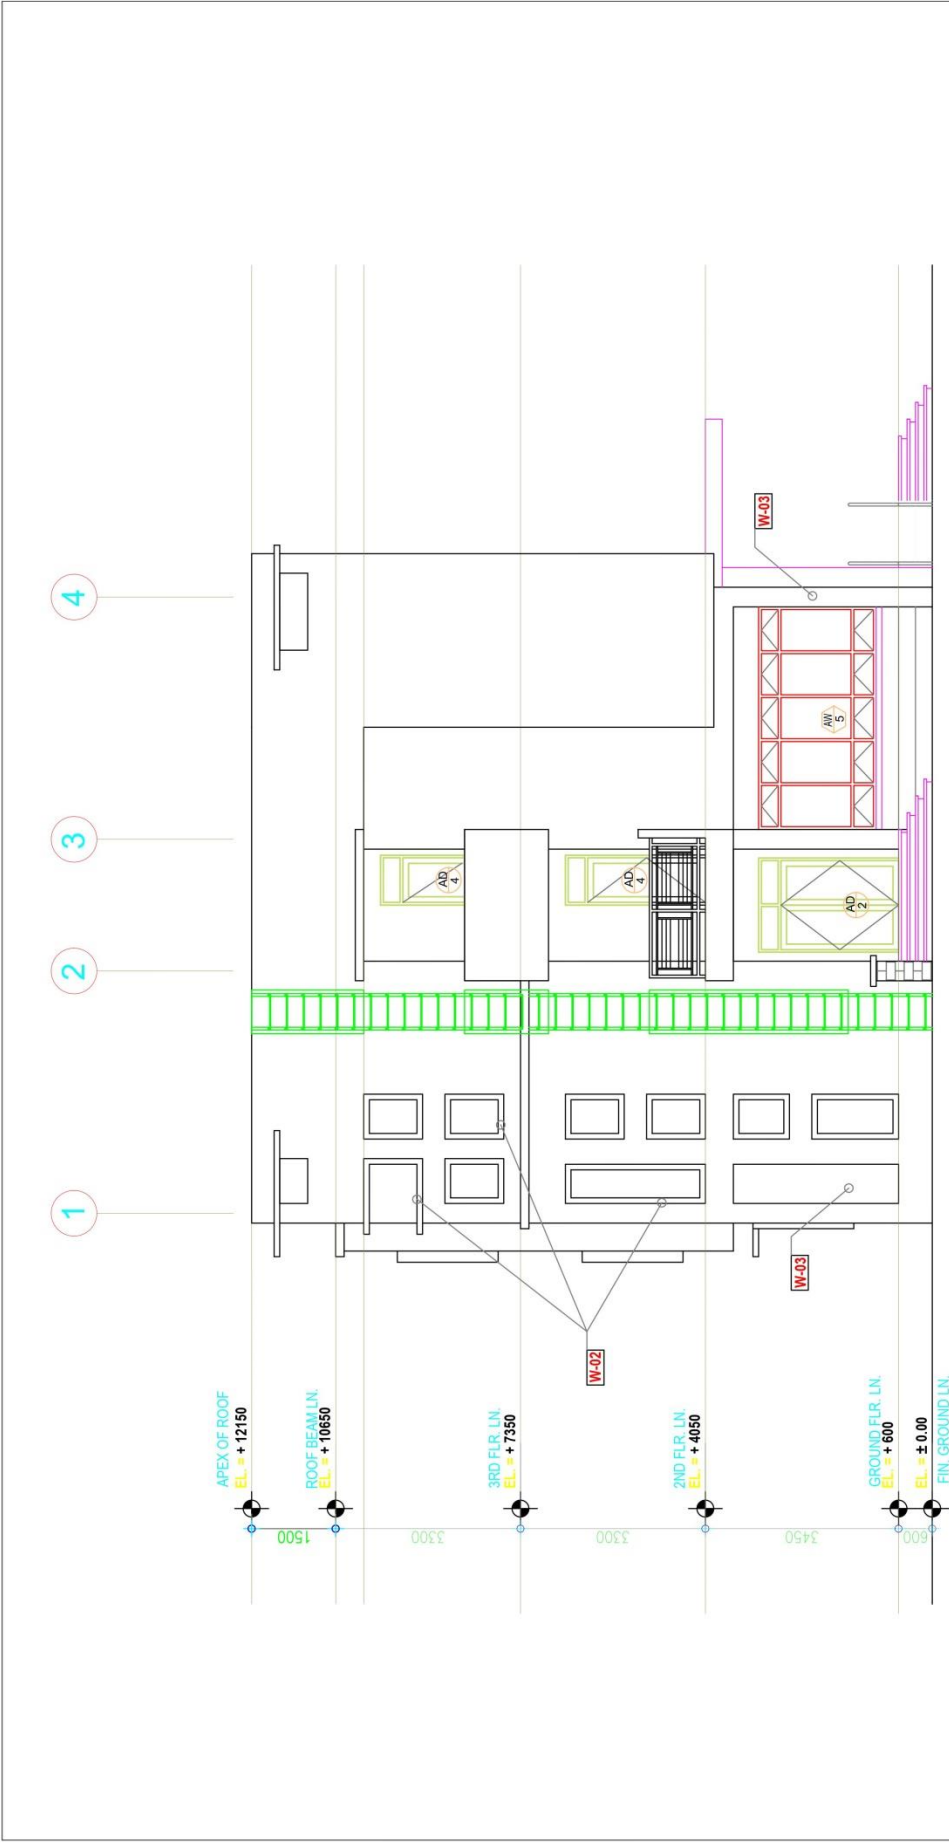 1
2
3
4
APEX OF ROOF
EL. = + 12150
ROOF BEAM LN.
EL. = + 10650
3RD FLR. LN.
EL. = + 7350
2ND FLR. LN.
EL. = + 4050
GROUND FLR. LN.
EL. = + 600
EL. = ± 0.00
FIN. GROUND LN.
1500
3300
3300
3450
600
W-02
W-03
W-03
AD
4
AD
4
AD
2
AW
5